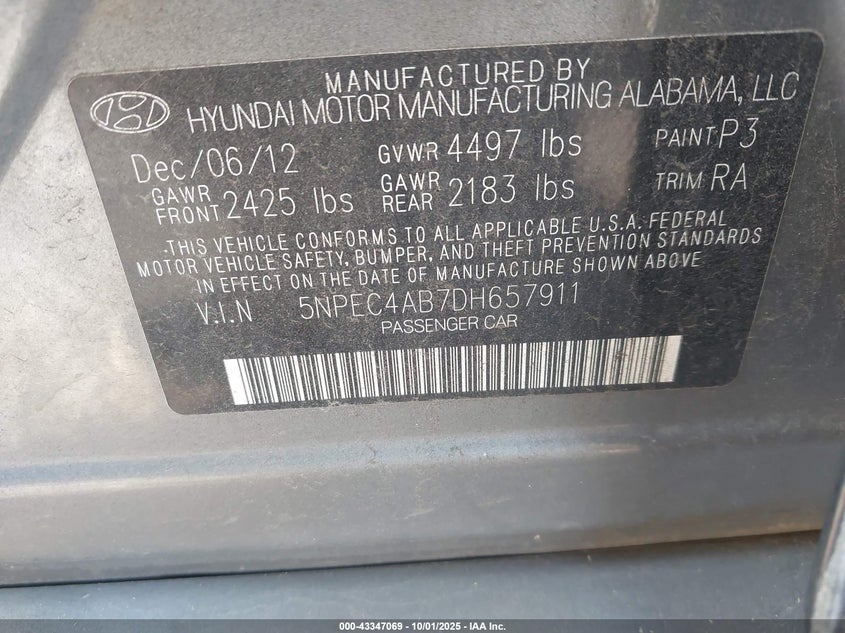 MANUFACTURED BY
HYUNDAI MOTOR MANUFACTURING ALABAMA, LLC
Dec/06/12 GVWR 4497 lbs PAINT P3
GAWR FRONT 2425 lbs GAWR REAR 2183 lbs TRIM RA
THIS VEHICLE CONFORMS TO ALL APPLICABLE U.S.A. FEDERAL
MOTOR VEHICLE SAFETY, BUMPER, AND THEFT PREVENTION STANDARDS
IN EFFECT ON THE DATE OF MANUFACTURE SHOWN ABOVE.
V.I.N 5NPEC4AB7DH657911
PASSENGER CAR
000-43347069 - 10/01/2025 - IAA Inc.